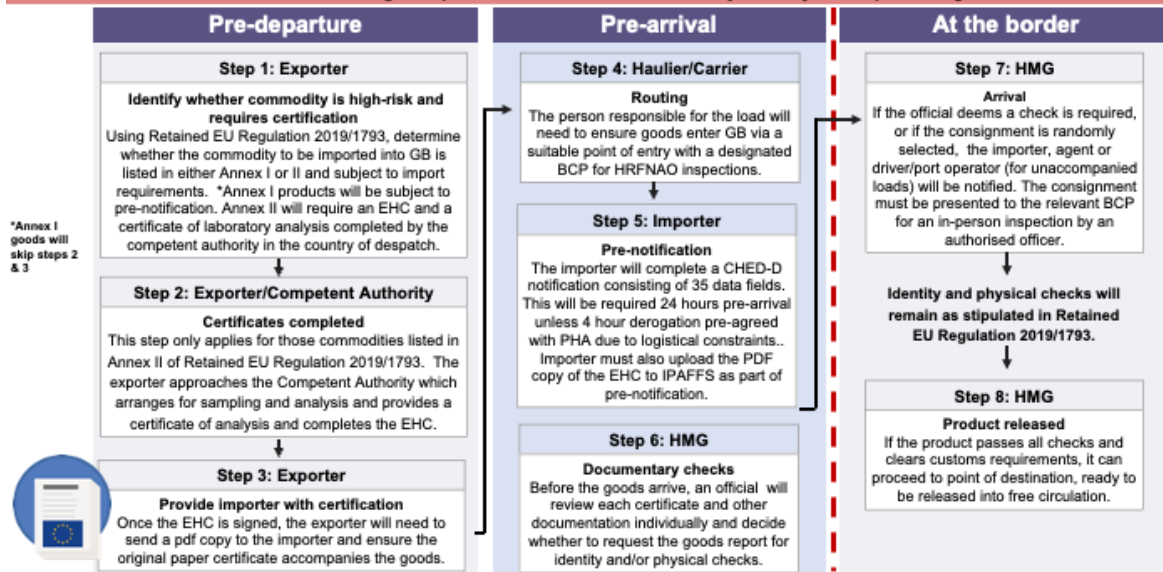 Pre-departure
Step 1: Exporter
Identify whether commodity is high-risk and
requires certification
Using Retained EU Regulation 2019/1793, determine
whether the commodity to be imported into GB is
listed in either Annex I or II and subject to import
requirements. *Annex I products will be subject to
pre-notification. Annex II will require an EHC and a
certificate of laboratory analysis completed by the
competent authority in the country of despatch.
*Annex I
goods will
skip steps 2
& 3
Step 2: Exporter/Competent Authority
Certificates completed
This step only applies for those commodities listed in
Annex II of Retained EU Regulation 2019/1793. The
exporter approaches the Competent Authority which
arranges for sampling and analysis and provides a
certificate of analysis and completes the EHC.
Step 3: Exporter
Provide importer with certification
Once the EHC is signed, the exporter will need to
send a pdf copy to the importer and ensure the
original paper certificate accompanies the goods.
Pre-arrival
Step 4: Haulier/Carrier
Routing
The person responsible for the load will
need to ensure goods enter GB via a
suitable point of entry with a designated
BCP for HRFNAO inspections.
Step 5: Importer
Pre-notification
The importer will complete a CHED-D
notification consisting of 35 data fields.
This will be required 24 hours pre-arrival
unless 4 hour derogation pre-agreed
with PHA due to logistical constraints..
Importer must also upload the PDF
copy of the EHC to IPAFFS as part of
pre-notification.
Step 6: HMG
Documentary checks
Before the goods arrive, an official will
review each certificate and other
documentation individually and decide
whether to request the goods report for
identity and/or physical checks.
At the border
Step 7: HMG
Arrival
If the official deems a check is required,
or if the consignment is randomly
selected, the importer, agent or
driver/port operator (for unaccompanied
loads) will be notified. The consignment
must be presented to the relevant BCP
for an in-person inspection by an
authorised officer.
Identity and physical checks will
remain as stipulated in Retained
EU Regulation 2019/1793.
Step 8: HMG
Product released
If the product passes all checks and
clears customs requirements, it can
proceed to point of destination, ready to
be released into free circulation.